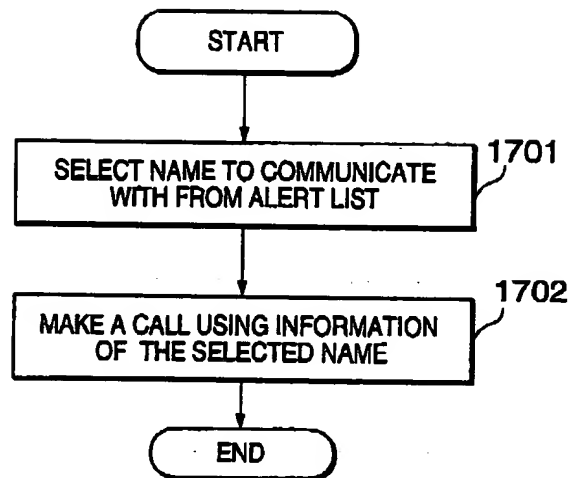 START
SELECT NAME TO COMMUNICATE
WITH FROM ALERT LIST
1701
MAKE A CALL USING INFORMATION
OF THE SELECTED NAME
1702
END